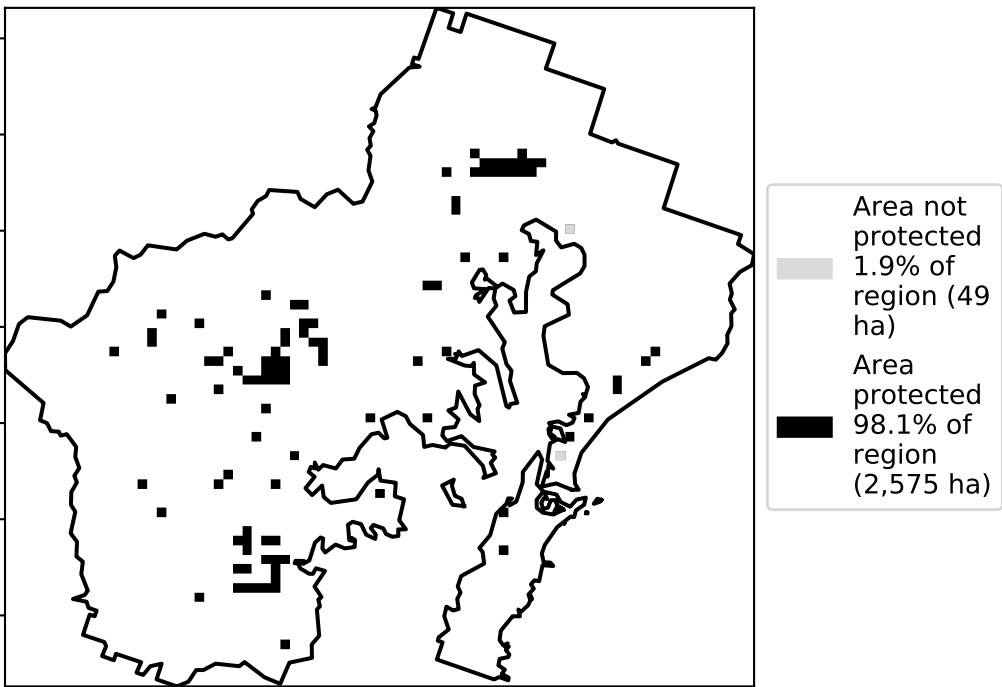 Area not
protected
1.9% of
region (49
ha)
Area
protected
98.1% of
region
(2,575 ha)